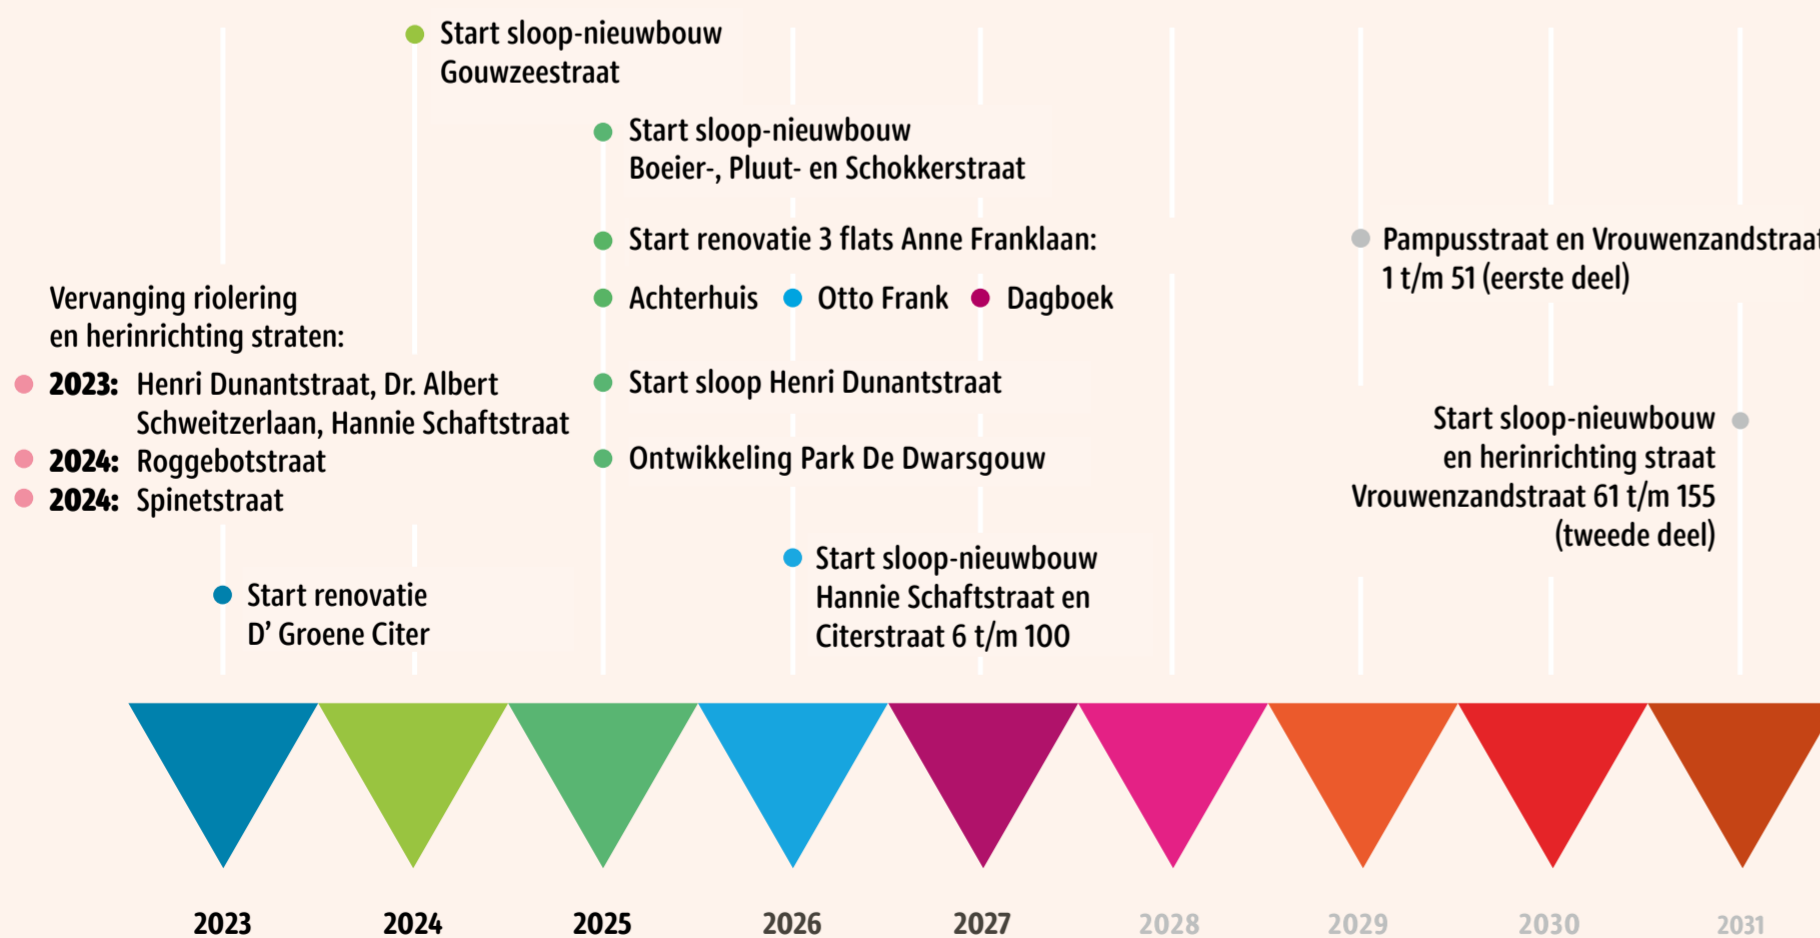 Start sloop-nieuwbouw
Gouwzeestraat
Start sloop-nieuwbouw
Boeier-, Pluut- en Schokkerstraat
Start renovatie 3 flats Anne Franklaan:
Achterhuis Otto Frank Dagboek
Start sloop Henri Dunantstraat
Ontwikkeling Park De Dwarsgouw
Vervanging riolering
en herinrichting straten:
2023: Henri Dunantstraat, Dr. Albert
Schweitzerlaan, Hannie Schaftstraat
2024: Roggebotstraat
2024: Spinetstraat
Start renovatie
D’ Groene Citer
Start sloop-nieuwbouw
Hannie Schaftstraat en
Citerstraat 6 t/m 100
Pampusstraat en Vrouwenzandstraat
1 t/m 51 (eerste deel)
Start sloop-nieuwbouw
en herinrichting straat
Vrouwenzandstraat 61 t/m 155
(tweede deel)
2023 2024 2025 2026 2027 2028 2029 2030 2031